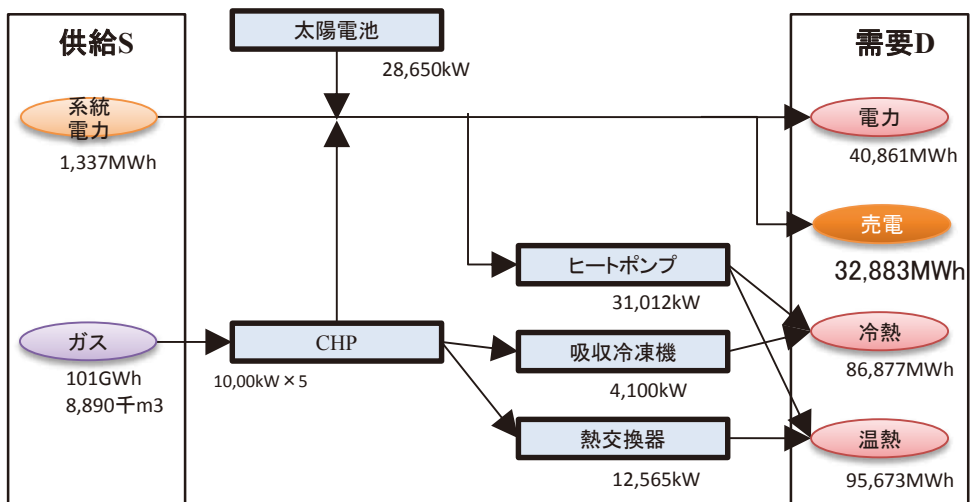 供給S
太陽電池
需要D
28,650kW
系統
電力
電力
1,337MWh
40,861MWh
売電
32,883MWh
ヒートポンプ
31,012kW
ガス
CHP
吸収冷凍機
冷熱
101GWh
10,00kW×5
4,100kW
86,877MWh
8,890千m3
熱交換器
温熱
12,565kW
95,673MWh